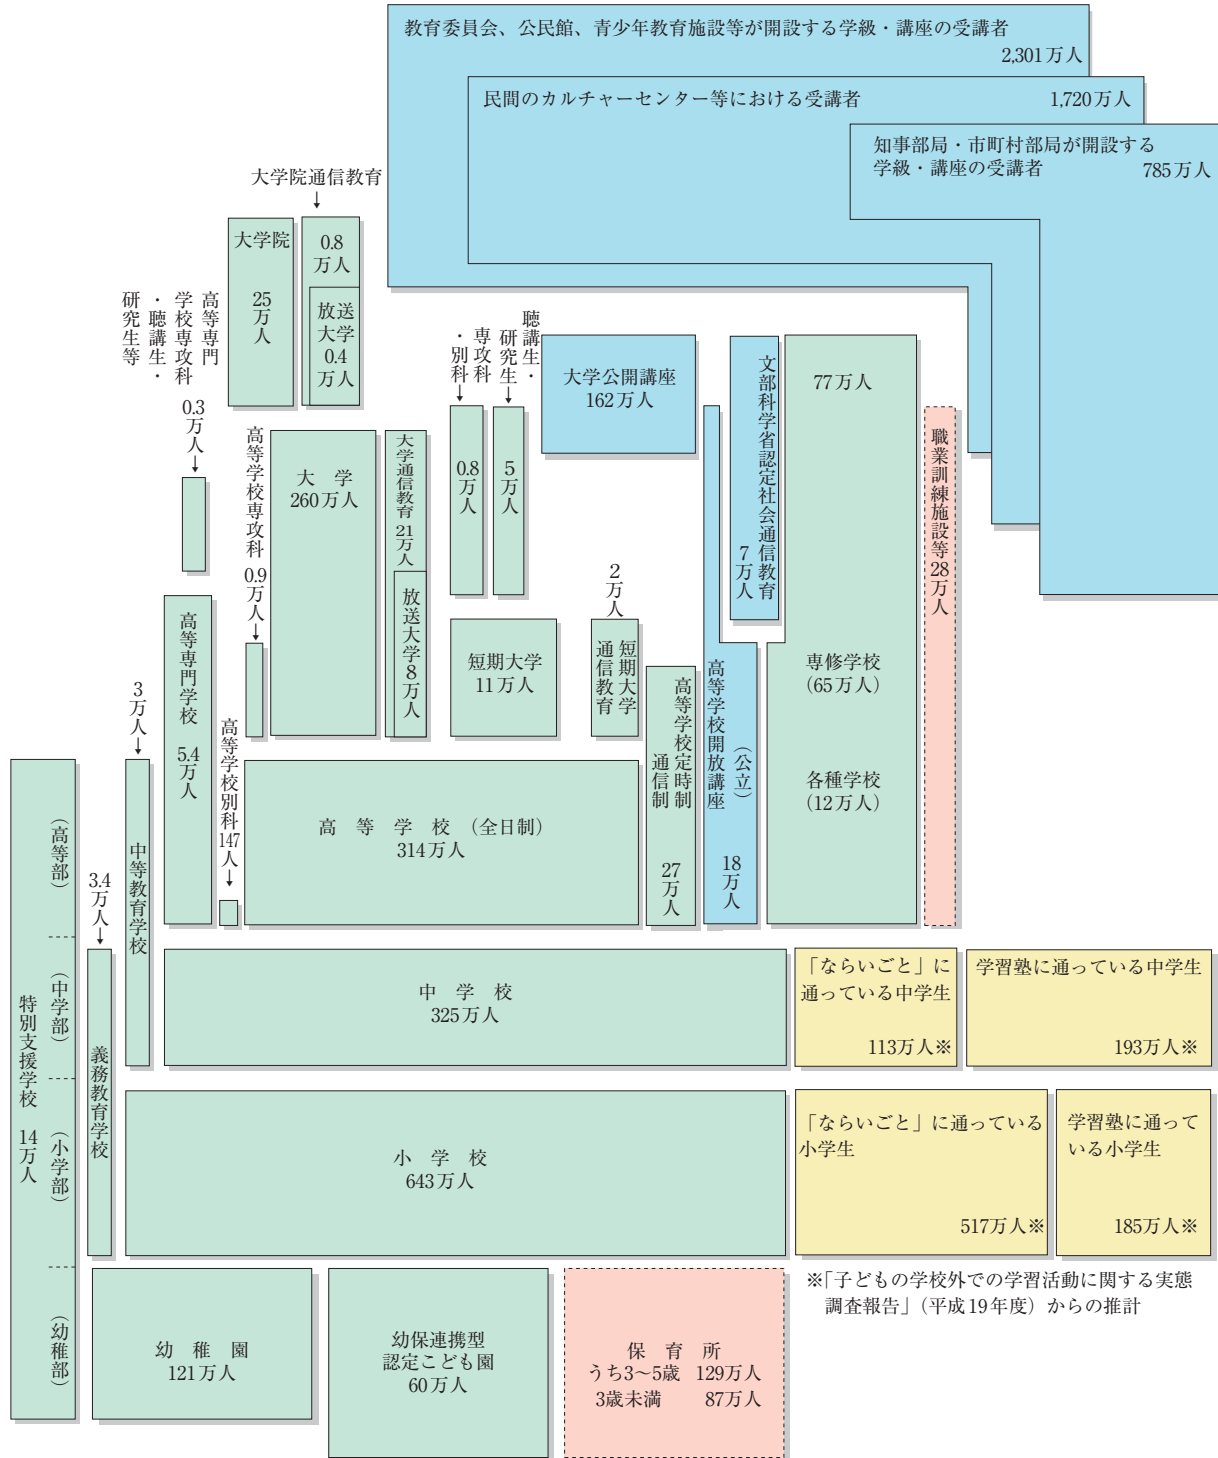 教育委員会、公民館、青少年教育施設等が開設する学級・講座の受講者
2,301万人
民間のカルチャーセンター等における受講者 1,720万人
知事部局・市町村部局が開設する
学級・講座の受講者 785万人
大学院通信教育
大学院
25万人
0.8
万人
放送
大学
0.4
万人
高等専門
学校専攻科
・聴講生・
研究生等
0.3
万人
高等学校専攻科
0.9
万人
大学
260万人
大学通信教育 21万人
放送大学8万人
専攻科
・別科
0.8
万人
聴講生・
研究生
5
万人
大学公開講座
162万人
文部科学省認定社会通信教育
7
万人
77万人
専修学校
(65万人)
各種学校
(12万人)
職業訓練施設等28万人
高等専門学校 5.4万人
短期大学
11万人
2
万人
短期大学
通信教育
高等学校定時制
通信制
27
万人
高等学校開放講座
(公立)
18
万人
3
万人
中等教育学校
高等学校別科
147
人
高等学校(全日制)
314万人
3.4
万人
義務教育学校
特別支援学校 14万人
(高等部)
(中学部)
(小学部)
(幼稚部)
中学校
325万人
「ならいごと」に
通っている中学生
113万人※
学習塾に通っている中学生
193万人※
小学校
643万人
「ならいごと」に通っている
小学生
517万人※
学習塾に通って
いる小学生
185万人※
※「子どもの学校外での学習活動に関する実態
調査報告」(平成19年度)からの推計
幼稚園
121万人
幼保連携型
認定こども園
60万人
保育所
うち3〜5歳 129万人
3歳未満 87万人